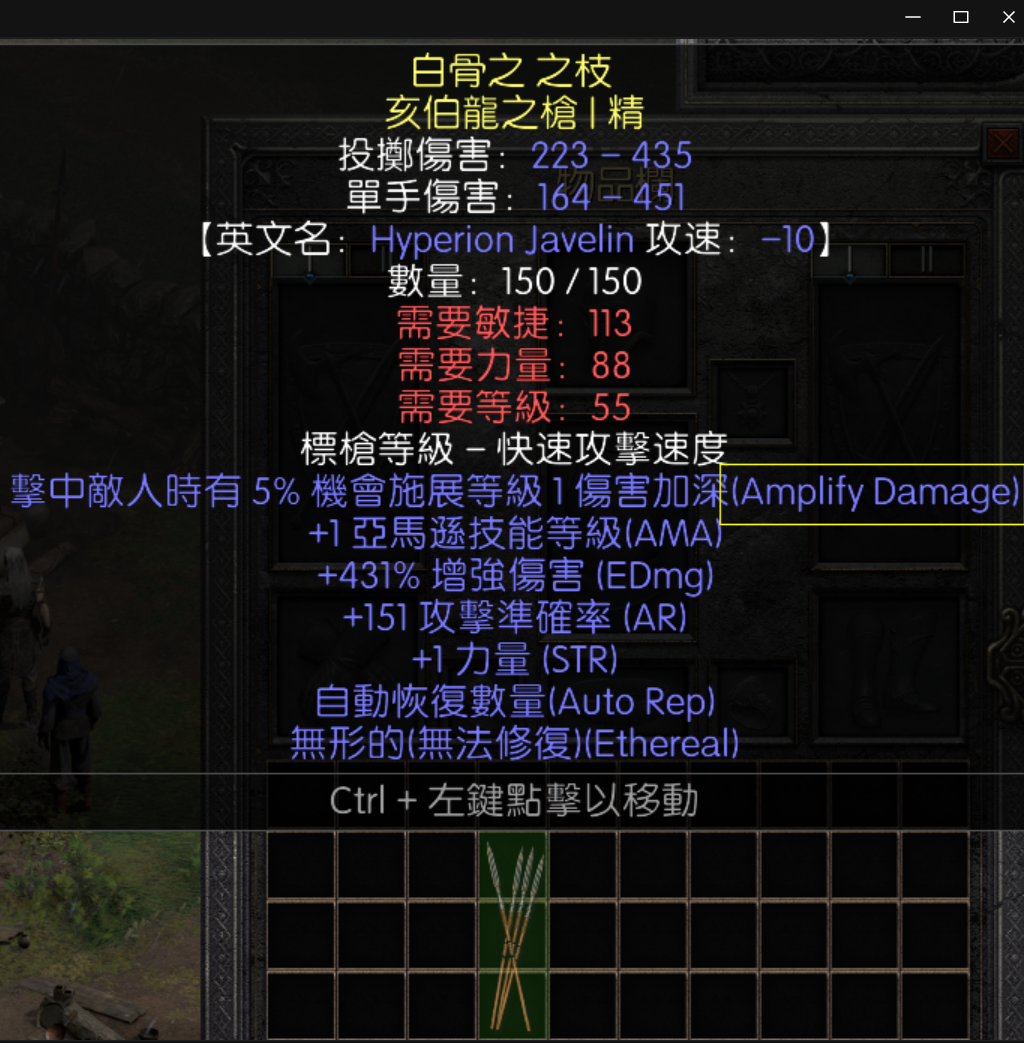 白骨之 之枝
亥伯龍之槍 | 精
投擲傷害： 223 - 435
物品欄
單手傷害： 164 - 451
【英文名： Hyperion Javelin 攻速： -10】
數量： 150 / 150
需要敏捷： 113
需要力量： 88
需要等級： 55
標槍等級 - 快速攻擊速度
擊中敵人時有 5% 機會施展等級 1 傷害加深(Amplify Damage)
+1 亞馬遜技能等級(AMA)
+431% 增強傷害 (EDmg)
+151 攻擊準確率 (AR)
+1 力量 (STR)
自動恢復數量(Auto Rep)
無形的(無法修復)(Ethereal)
Ctrl + 左鍵點擊以移動